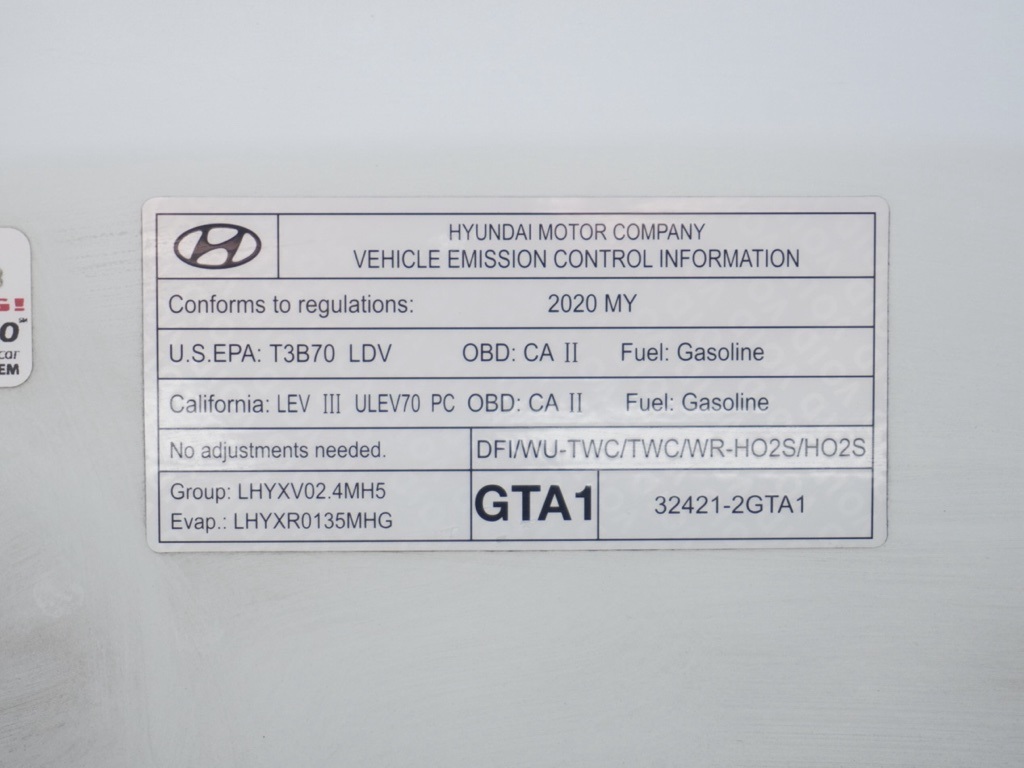 HYUNDAI MOTOR COMPANY
VEHICLE EMISSION CONTROL INFORMATION
Conforms to regulations: 2020 MY
U.S.EPA: T3B70 LDV OBD: CA II Fuel: Gasoline
California: LEV III ULEV70 PC OBD: CA II Fuel: Gasoline
No adjustments needed. DFI/WU-TWC/TWC/WR-HO2S/HO2S
Group: LHYXV02.4MH5
Evap.: LHYXR0135MHG
GTA1 32421-2GTA1
car